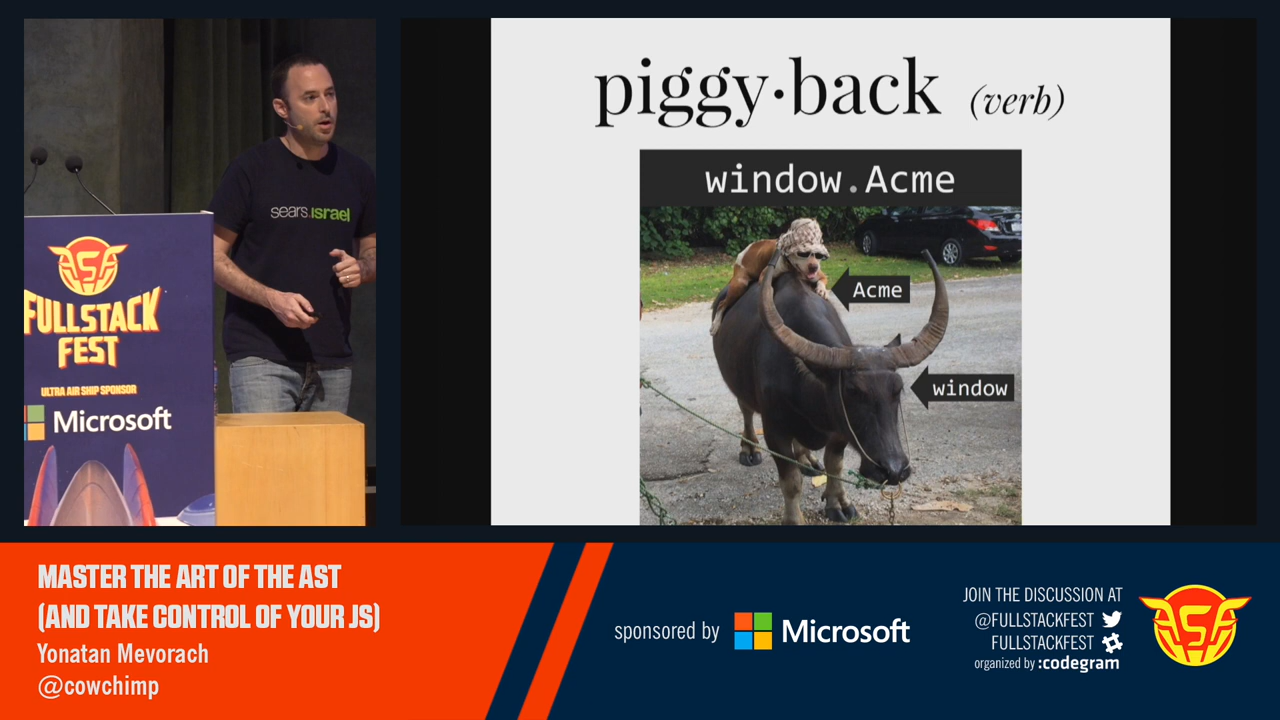 sears.israel
FULLSTACK
FEST
ULTRA AIR SHIP SPONSOR
Microsoft
piggy·back (verb)
window.Acme
Acme
window
MASTER THE ART OF THE AST
(AND TAKE CONTROL OF YOUR JS)
Yonatan Mevorach
@cowchimp
sponsored by Microsoft
JOIN THE DISCUSSION AT
@FULLSTACKFEST
FULLSTACKFEST
organized by :codegram